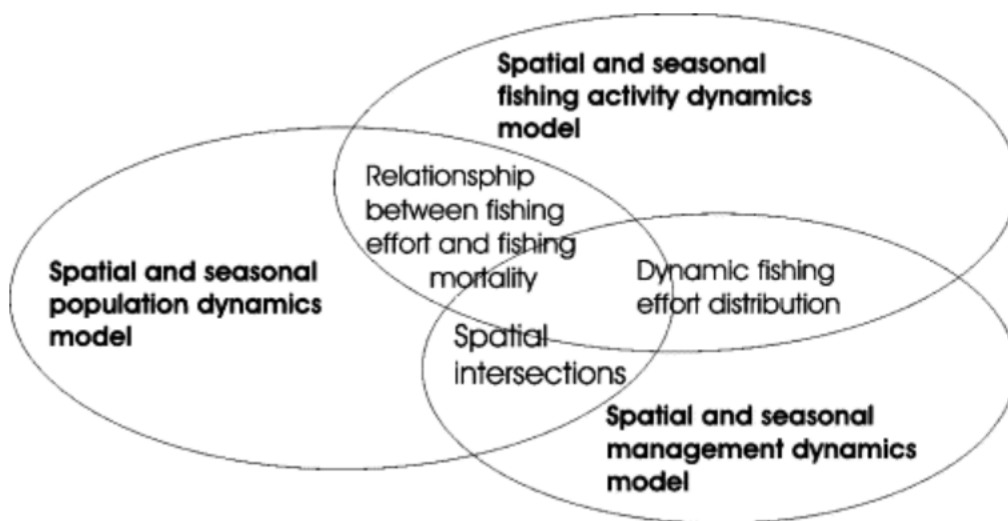 Spatial and seasonal
fishing activity dynamics
model
Relationsphip
between fishing
effort and fishing
mortality
Spatial and seasonal
population dynamics
model
Dynamic fishing
effort distribution
Spatial
intersections
Spatial and seasonal
management dynamics
model